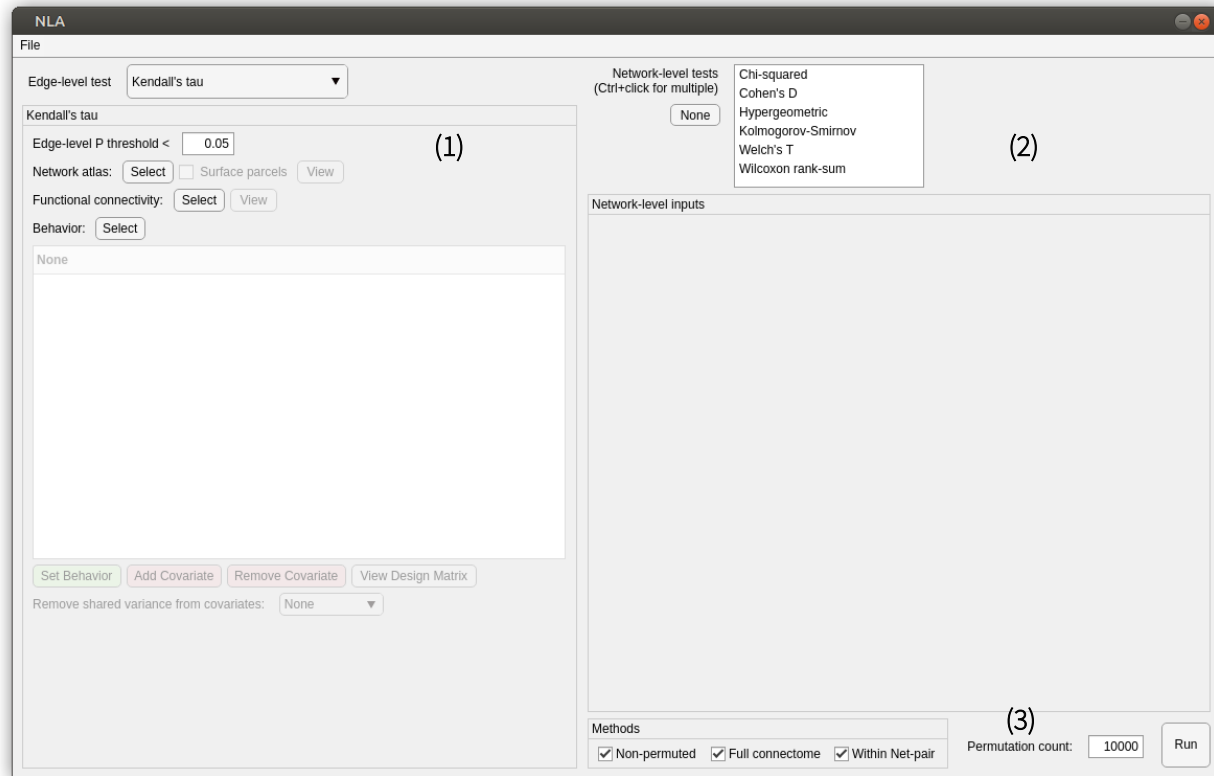 NLA
File
Edge-level test Kendall's tau
Kendall's tau
Edge-level P threshold < 0.05
(1)
Network atlas: Select Surface parcels View
Functional connectivity: Select View
Behavior: Select
None
Set Behavior Add Covariate Remove Covariate View Design Matrix
Remove shared variance from covariates: None
Network-level tests
(Ctrl+click for multiple)
None
Chi-squared
Cohen's D
Hypergeometric
Kolmogorov-Smirnov
Welch's T
Wilcoxon rank-sum
(2)
Network-level inputs
Methods
Non-permuted Full connectome Within Net-pair
(3)
Permutation count: 10000 Run